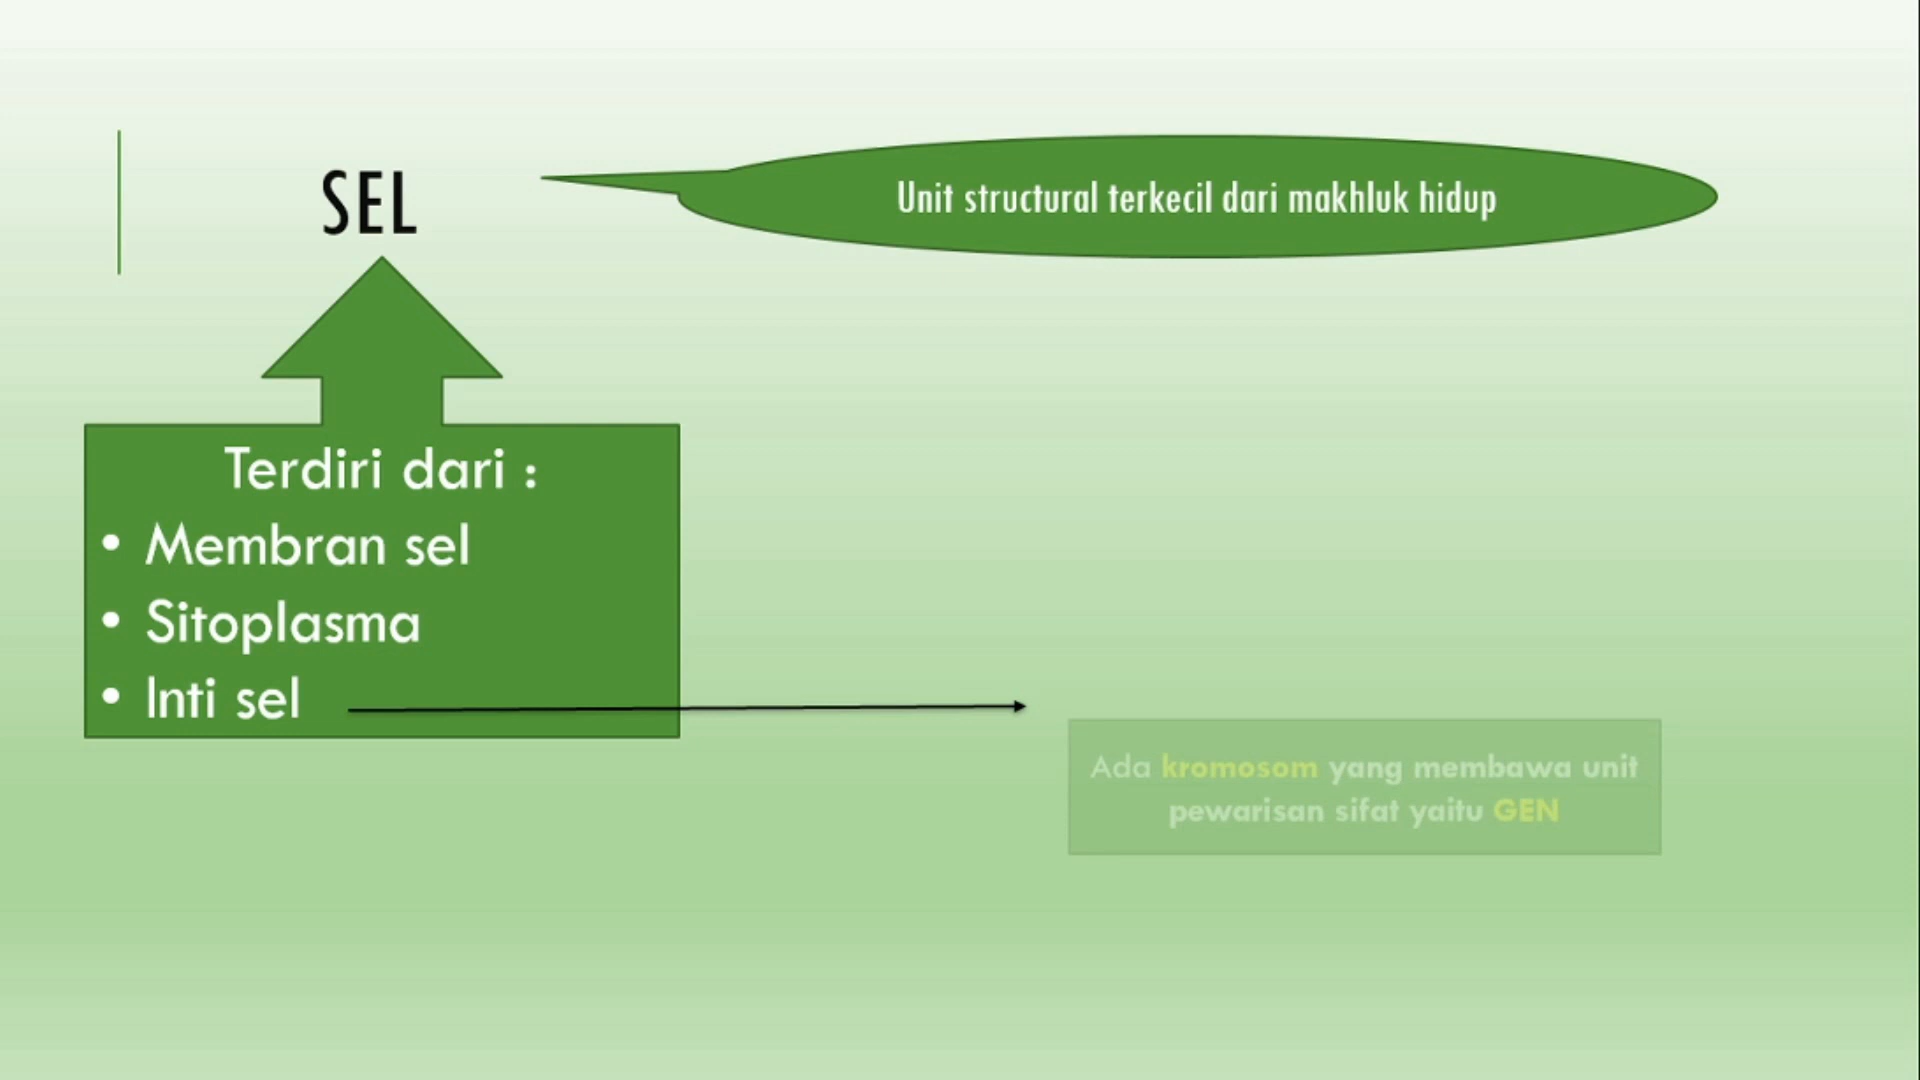 SEL
Unit structural terkecil dari makhluk hidup
Terdiri dari :
• Membran sel
• Sitoplasma
• Inti sel
Ada kromosom yang membawa unit
pewarisan sifat yaitu GEN